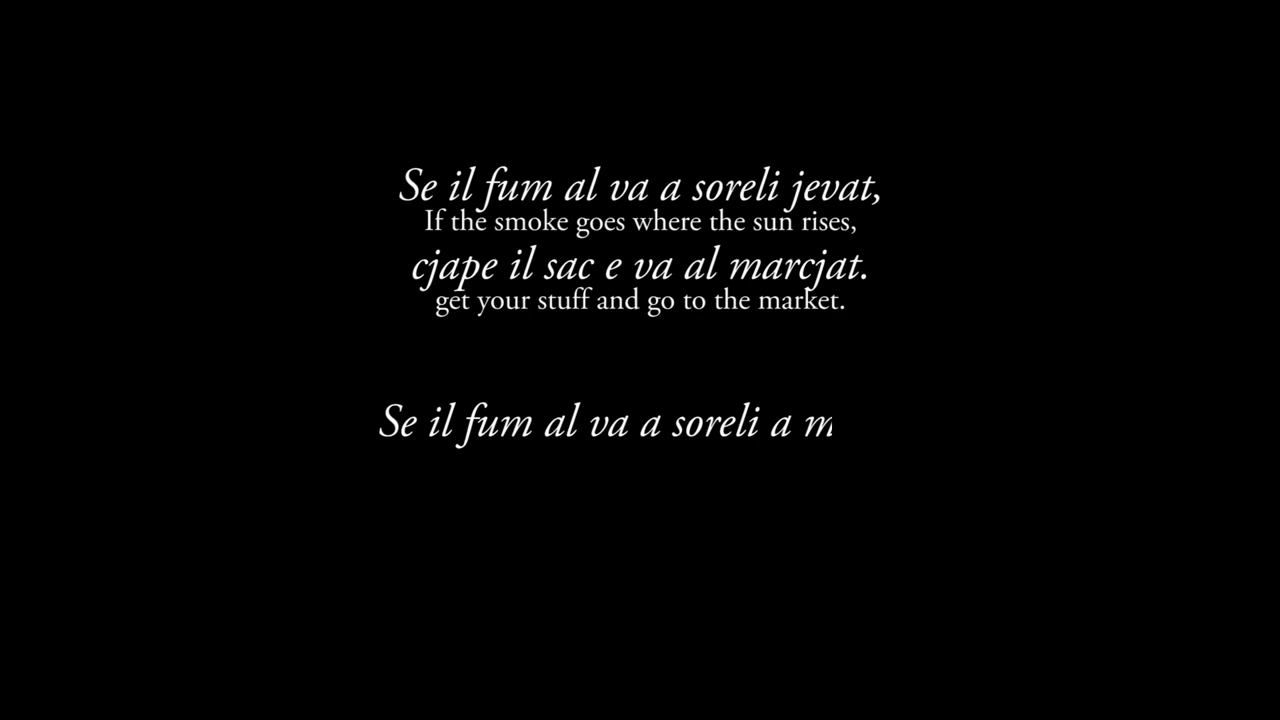 Se il fum al va a soreli jevat,
If the smoke goes where the sun rises,
cjape il sac e va al marcjat.
get your stuff and go to the market.
Se il fum al va a soreli a m